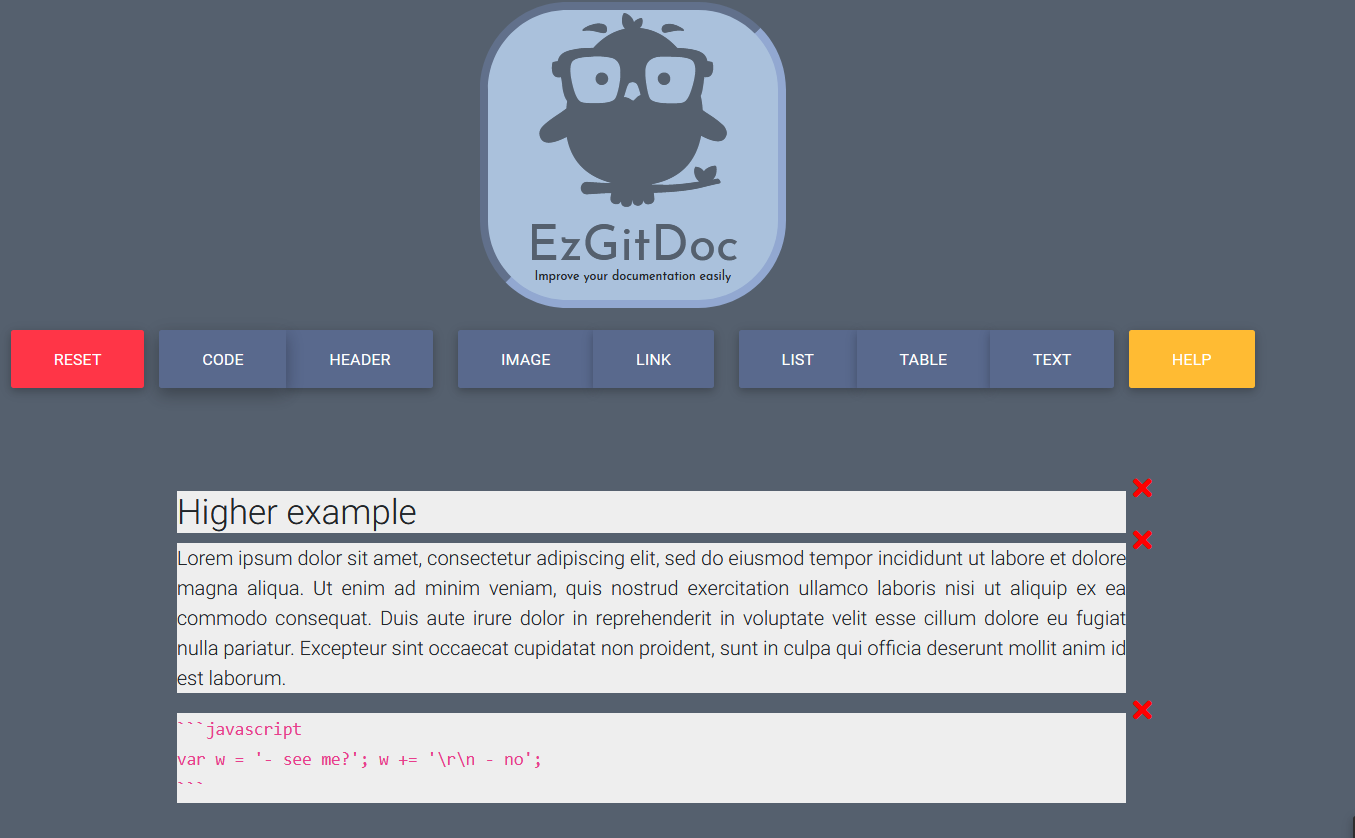 EzGitDoc
Improve your documentation easily
RESET CODE HEADER IMAGE LINK LIST TABLE TEXT HELP
Higher example
Lorem ipsum dolor sit amet, consectetur adipiscing elit, sed do eiusmod tempor incididunt ut labore et dolore
magna aliqua. Ut enim ad minim veniam, quis nostrud exercitation ullamco laboris nisi ut aliquip ex ea
commodo consequat. Duis aute irure dolor in reprehenderit in voluptate velit esse cillum dolore eu fugiat
nulla pariatur. Excepteur sint occaecat cupidatat non proident, sunt in culpa qui officia deserunt mollit anim id
est laborum.
```javascript
var w = '- see me?'; w += '\r\n - no';
```